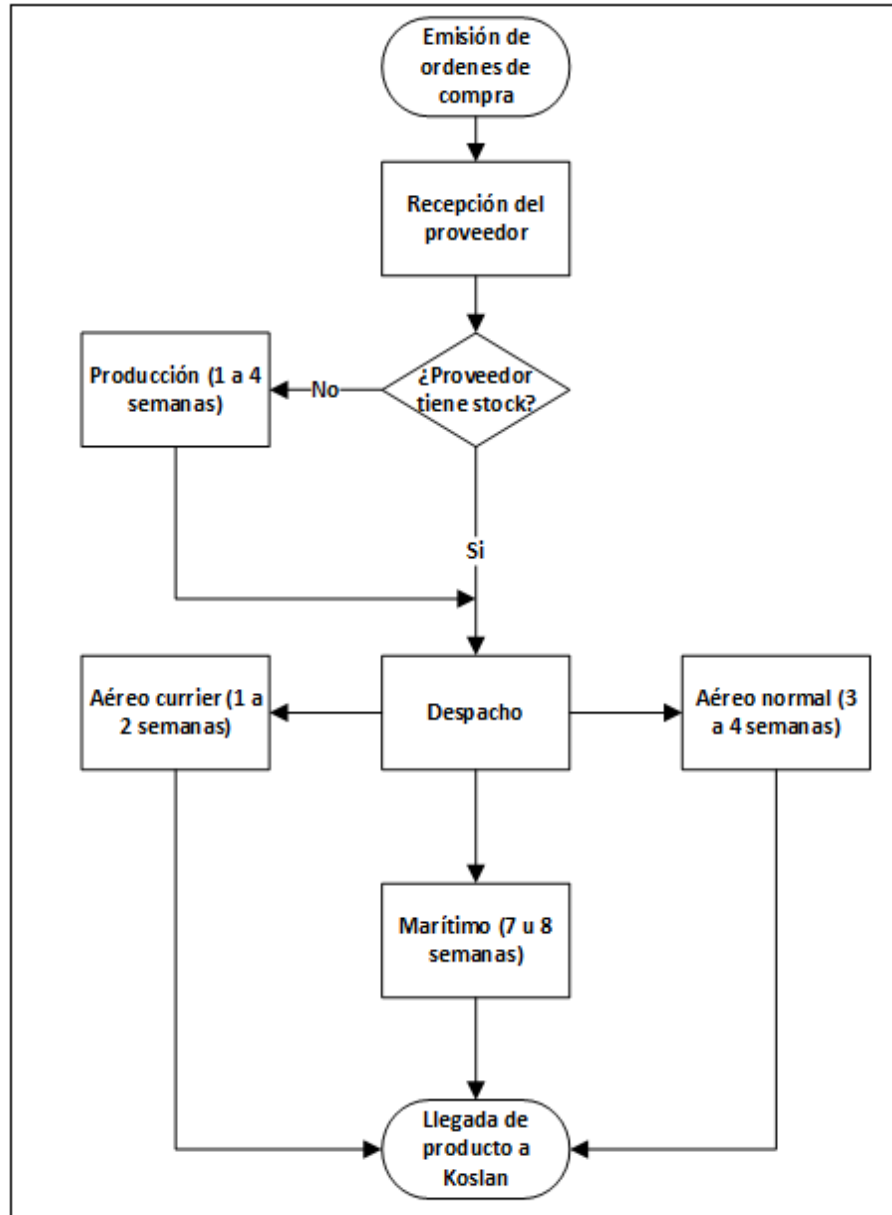 Emisión de
ordenes de
compra
Recepción del
proveedor
¿Proveedor
tiene stock?
No
Producción (1 a 4
semanas)
Si
Aéreo currier (1 a
2 semanas)
Despacho
Aéreo normal (3
a 4 semanas)
Marítimo (7 u 8
semanas)
Llegada de
producto a
Koslan